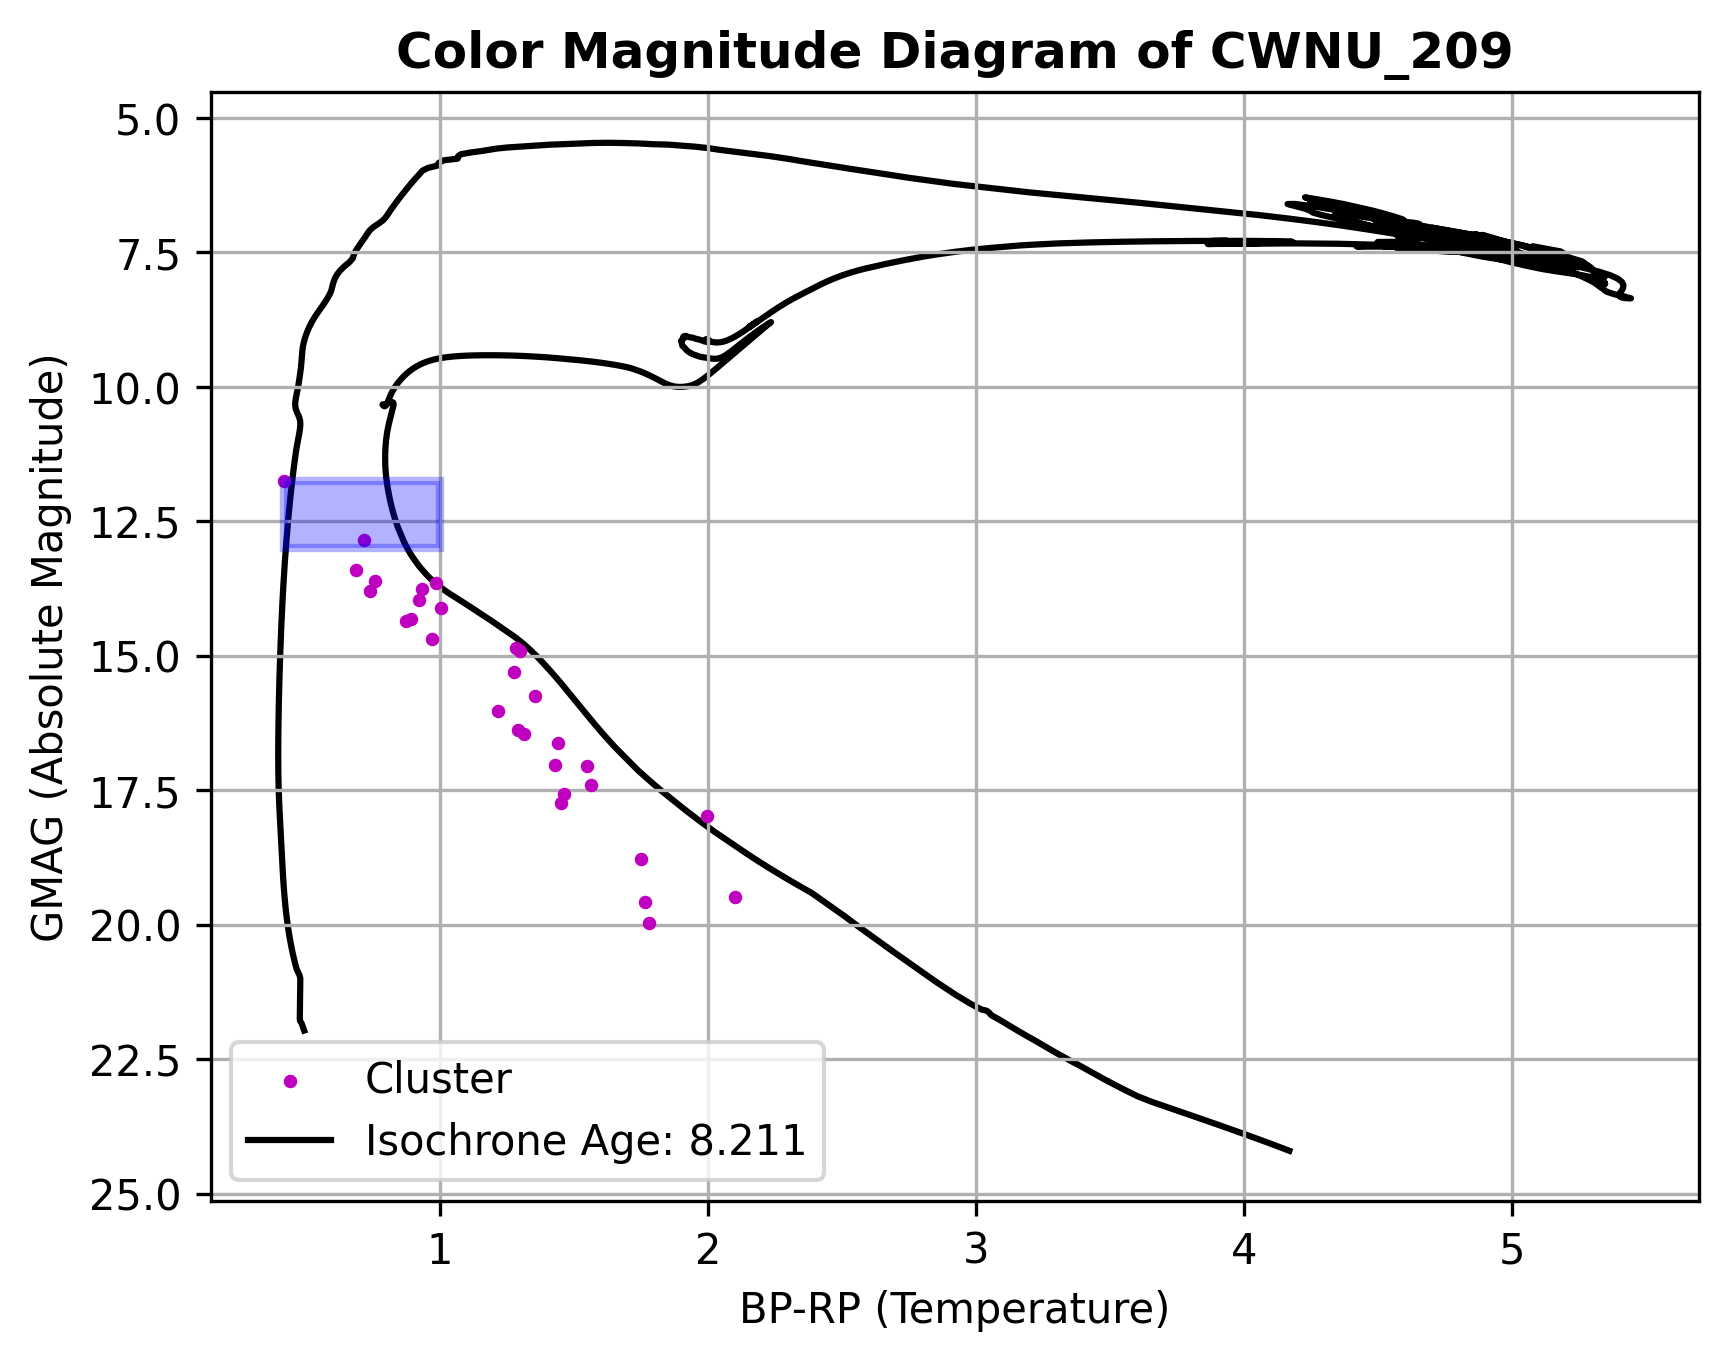 Color Magnitude Diagram of CWNU_209
GMAG (Absolute Magnitude)
5.0
7.5
10.0
12.5
15.0
17.5
20.0
22.5
25.0
Cluster
Isochrone Age: 8.211
1 2 3 4 5
BP-RP (Temperature)